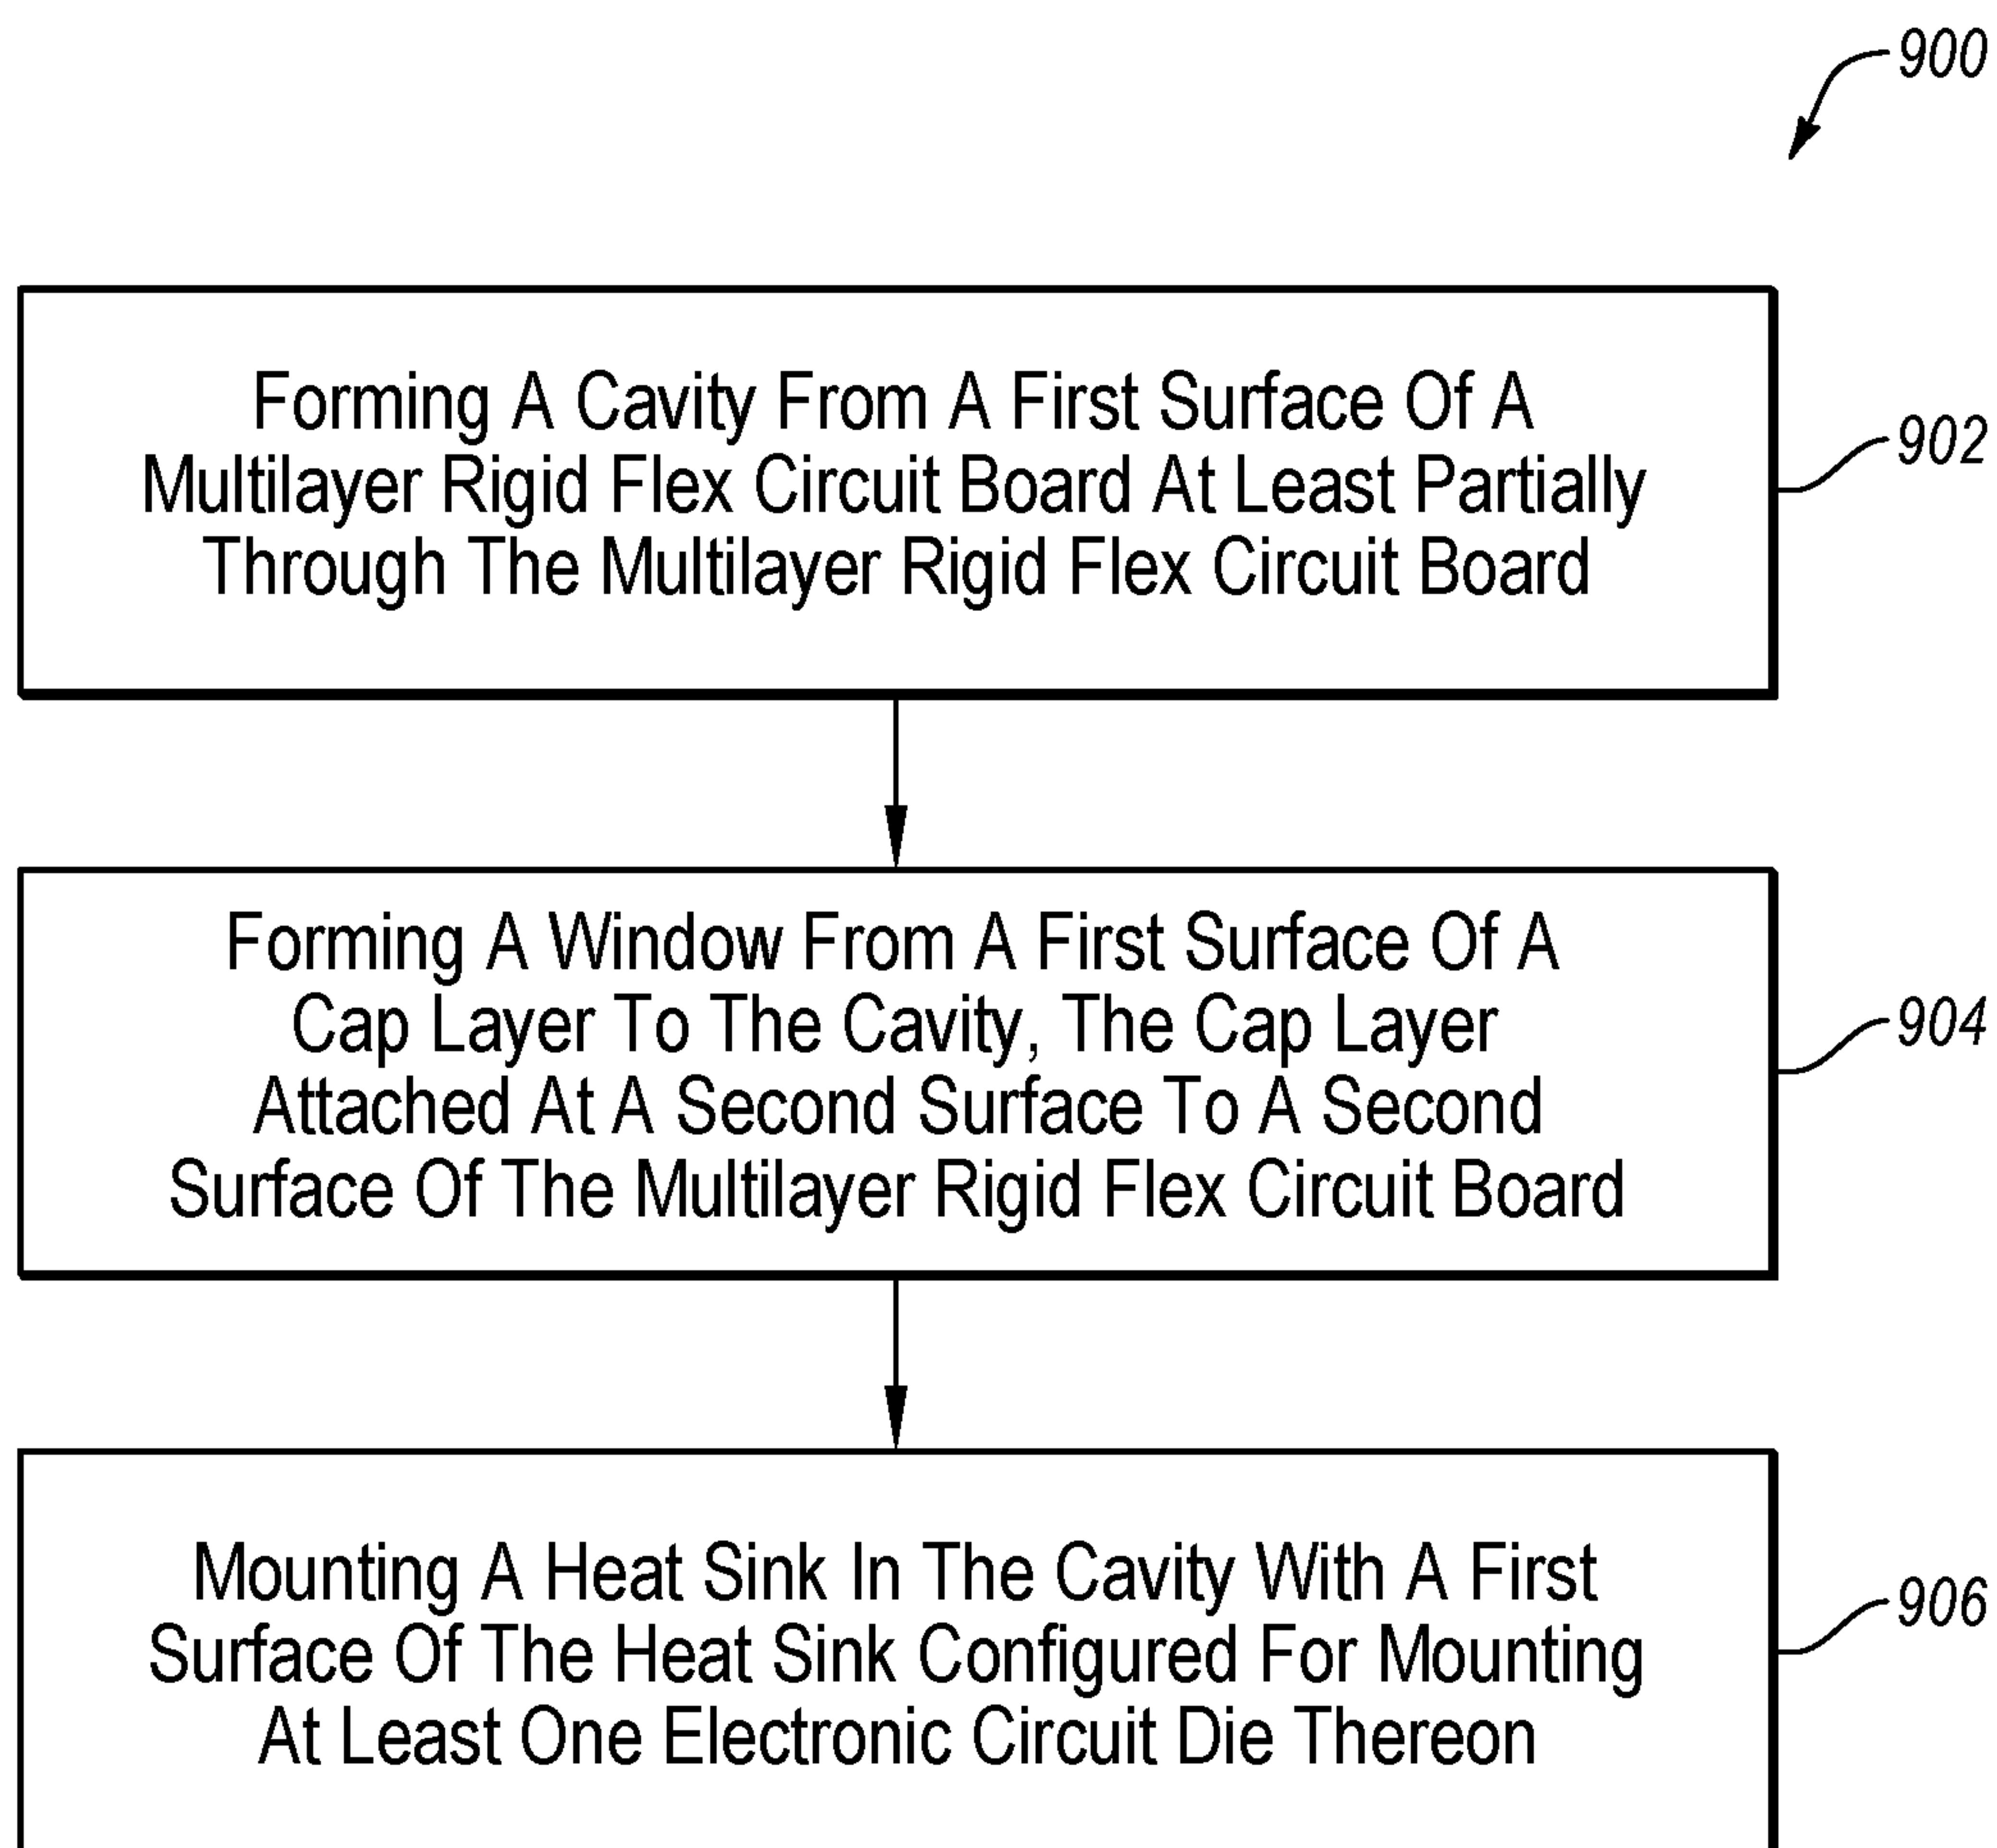 900
Forming A Cavity From A First Surface Of A
Multilayer Rigid Flex Circuit Board At Least Partially
Through The Multilayer Rigid Flex Circuit Board
902
Forming A Window From A First Surface Of A
Cap Layer To The Cavity, The Cap Layer
Attached At A Second Surface To A Second
Surface Of The Multilayer Rigid Flex Circuit Board
904
Mounting A Heat Sink In The Cavity With A First
Surface Of The Heat Sink Configured For Mounting
At Least One Electronic Circuit Die Thereon
906